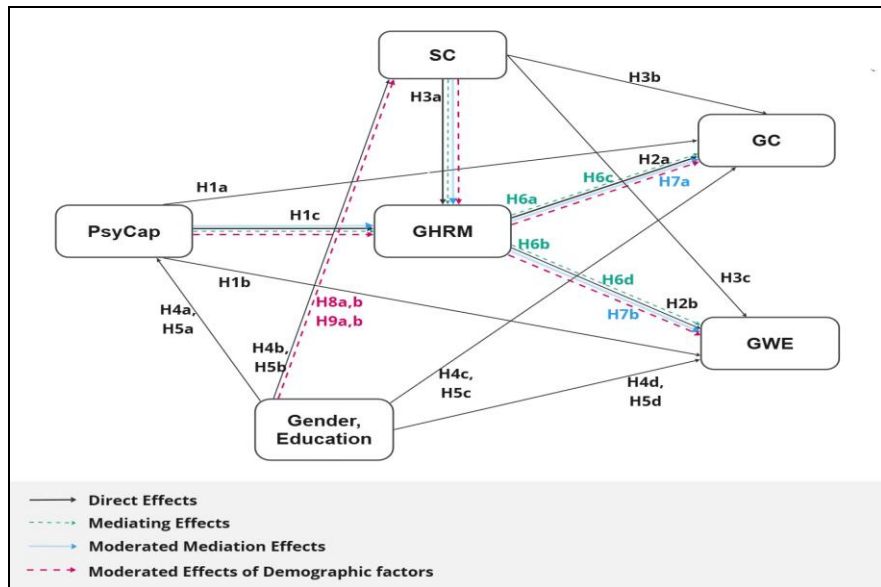 SC
H3b
H3a
GC
H2a
H6c
H7a
H1a
H6a
H1c
PsyCap
GHRM
H6b
H6d
H1b
H3c
H2b
H7b
H8a,b
H9a,b
H4a,
H5a
GWE
H4b,
H5b
H4c,
H5c
H4d,
H5d
Gender,
Education
Direct Effects
Mediating Effects
Moderated Mediation Effects
Moderated Effects of Demographic factors